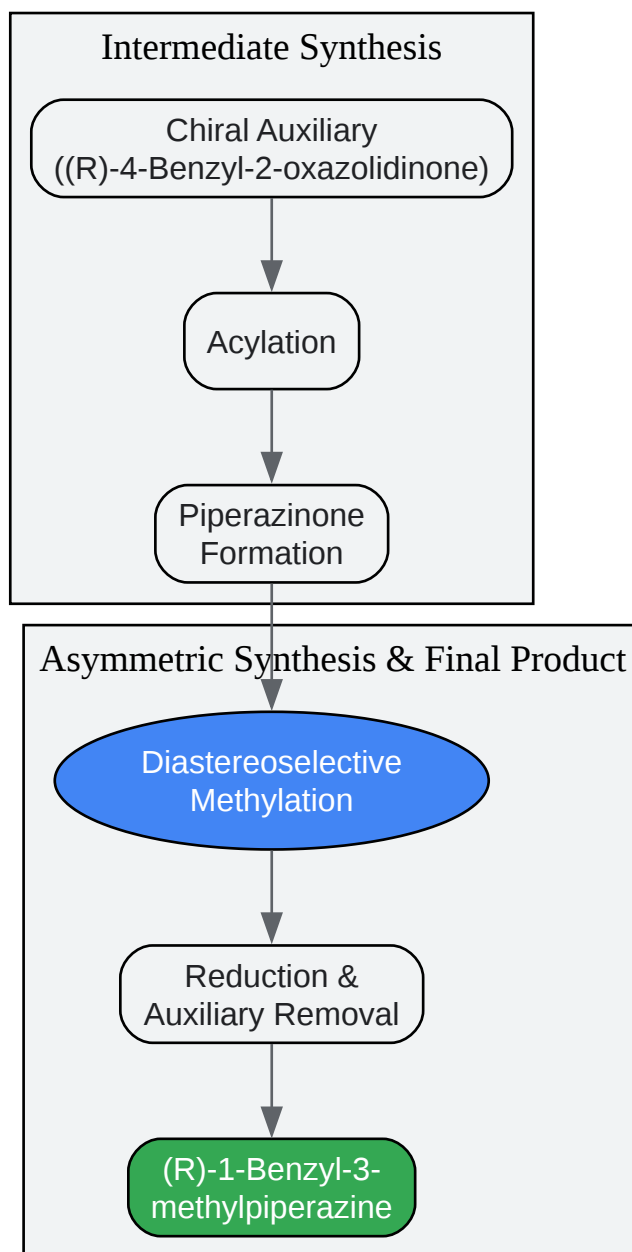 Intermediate Synthesis
Chiral Auxiliary
((R)-4-Benzyl-2-oxazolidinone)
Acylation
Piperazinone
Formation
Asymmetric Synthesis & Final Product
Diastereoselective
Methylation
Reduction &
Auxiliary Removal
(R)-1-Benzyl-3-
methylpiperazine